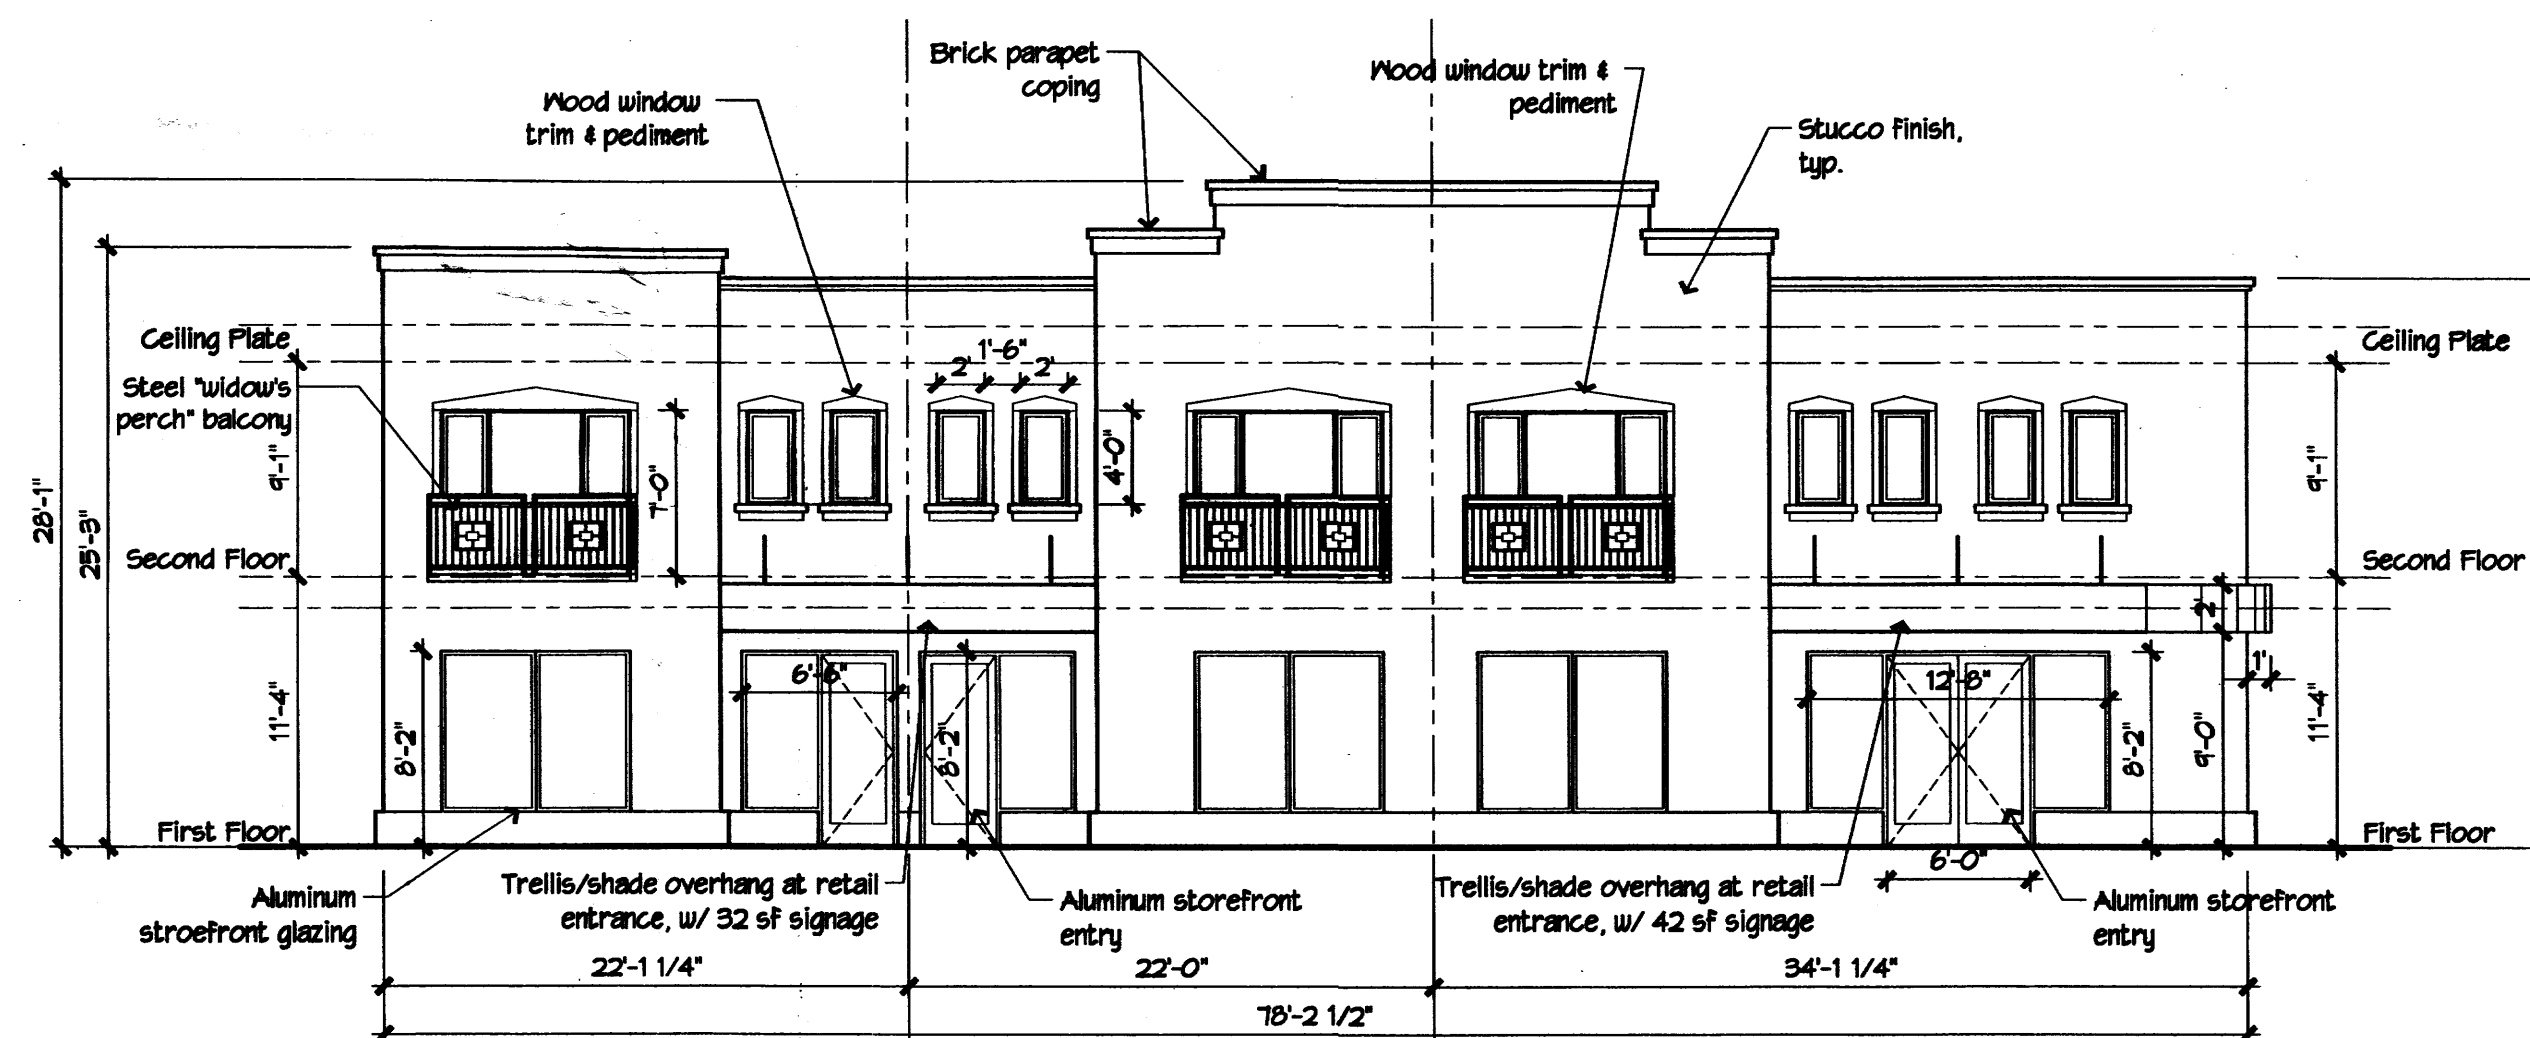 Brick parapet
coping
Wood window trim &
pediment
Wood window
trim & pediment
Stucco finish,
typ.
Ceiling Plate
Ceiling Plate
1'-6"
2'
2'
Steel "widow's
perch" balcony
9'-1"
7'-0"
4'-0"
9'-1"
28'-1"
25'-3"
Second Floor
Second Floor
2'
6'-6"
12'-8"
1'
11'-4"
8'-2"
8'-2"
8'-2"
9'-0"
11'-4"
First Floor
First Floor
6'-0"
Aluminum
stroefront glazing
Trellis/shade overhang at retail
entrance, w/ 32 sf signage
Aluminum storefront
entry
Trellis/shade overhang at retail
entrance, w/ 42 sf signage
Aluminum storefront
entry
22'-1 1/4"
22'-0"
34'-1 1/4"
78'-2 1/2"